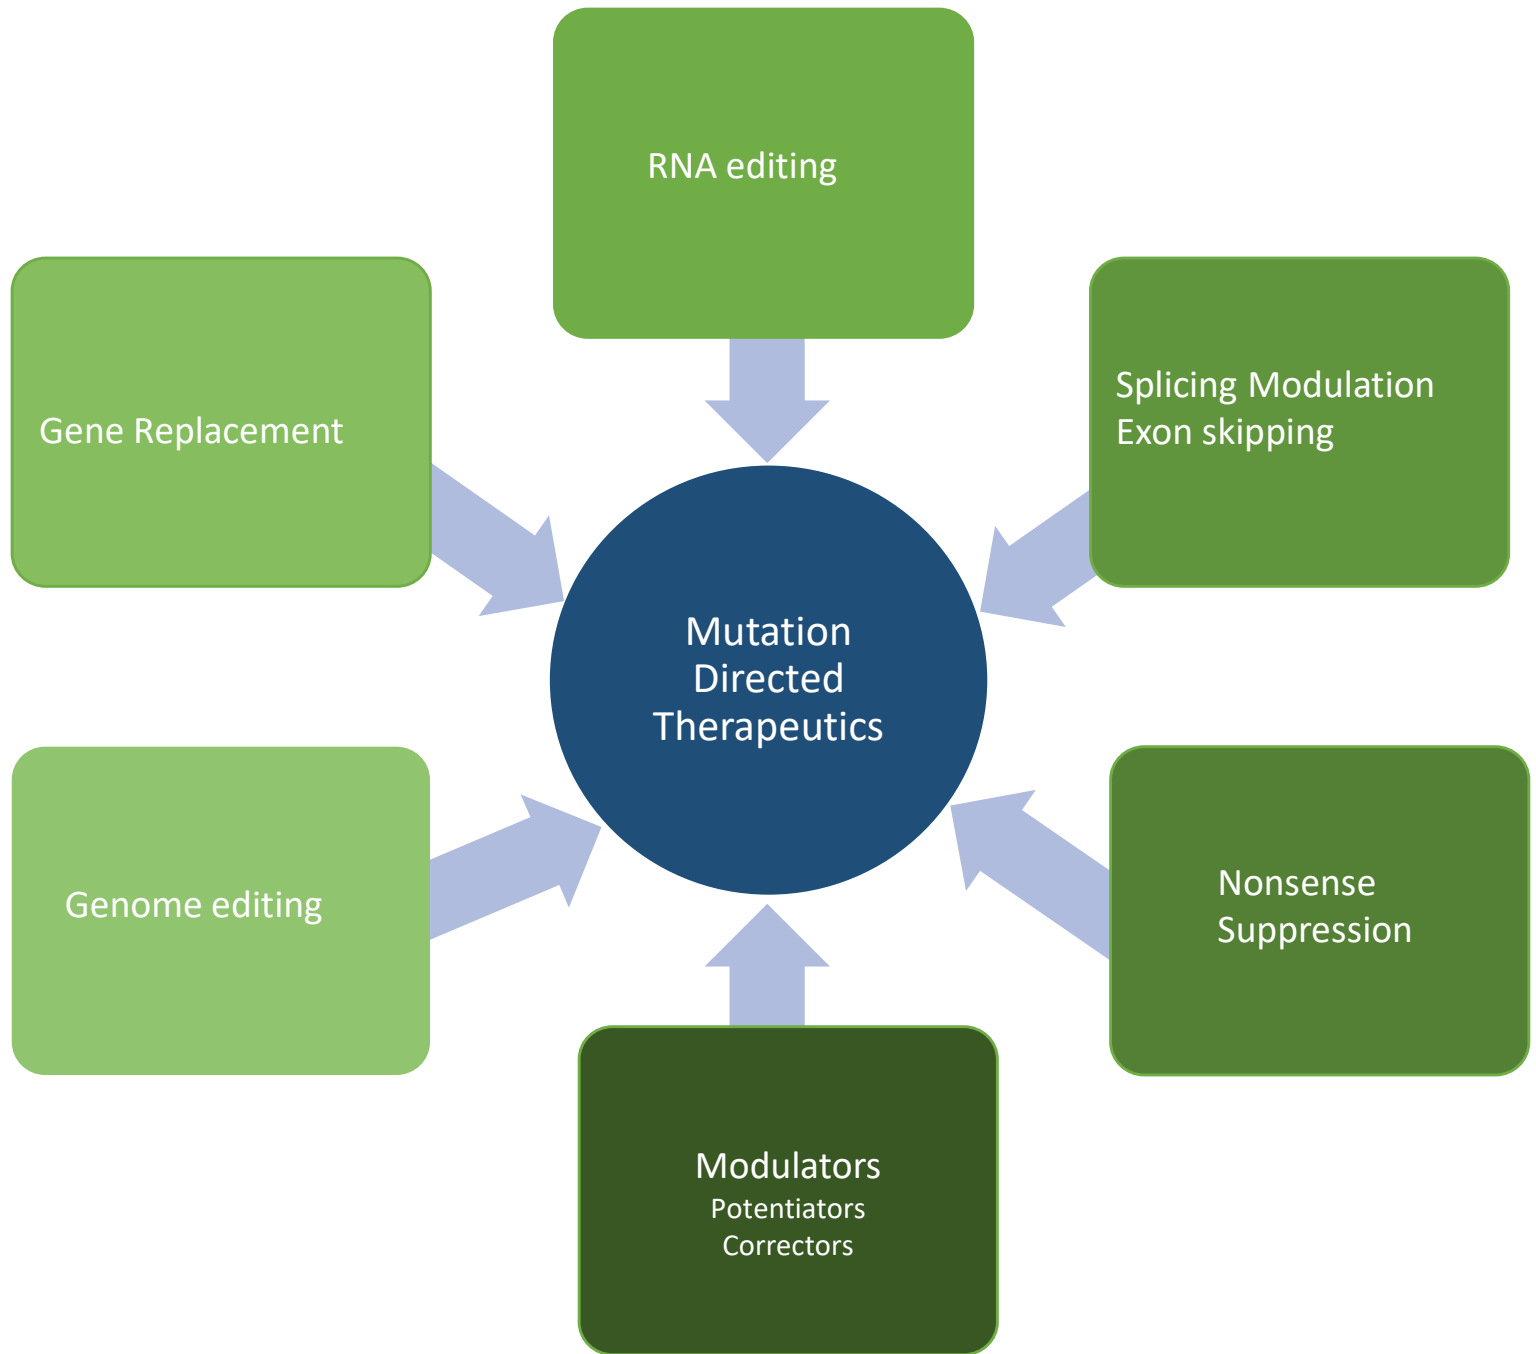 RNA editing
Gene Replacement
Splicing Modulation
Exon skipping
Mutation
Directed
Therapeutics
Genome editing
Nonsense
Suppression
Modulators
Potentiators
Correctors